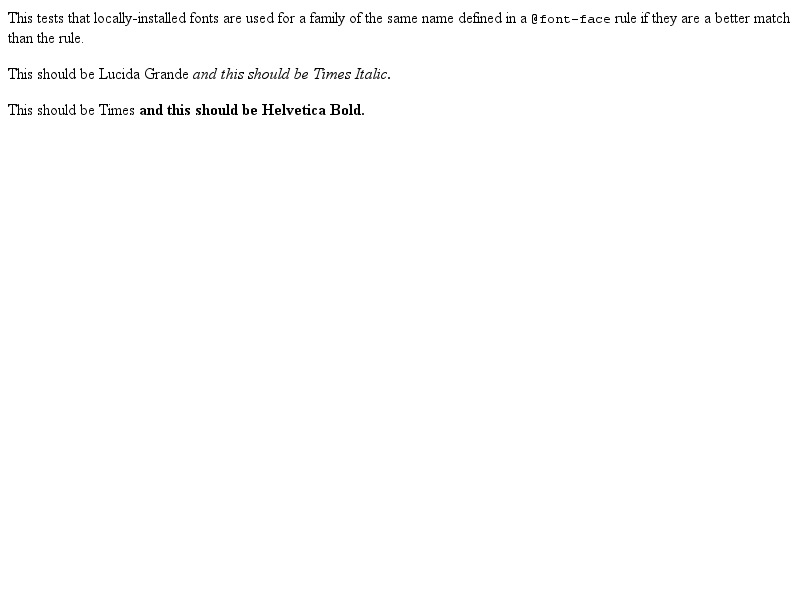 This tests that locally-installed fonts are used for a family of the same name defined in a @font-face rule if they are a better match
than the rule.
This should be Lucida Grande and this should be Times Italic.
This should be Times and this should be Helvetica Bold.